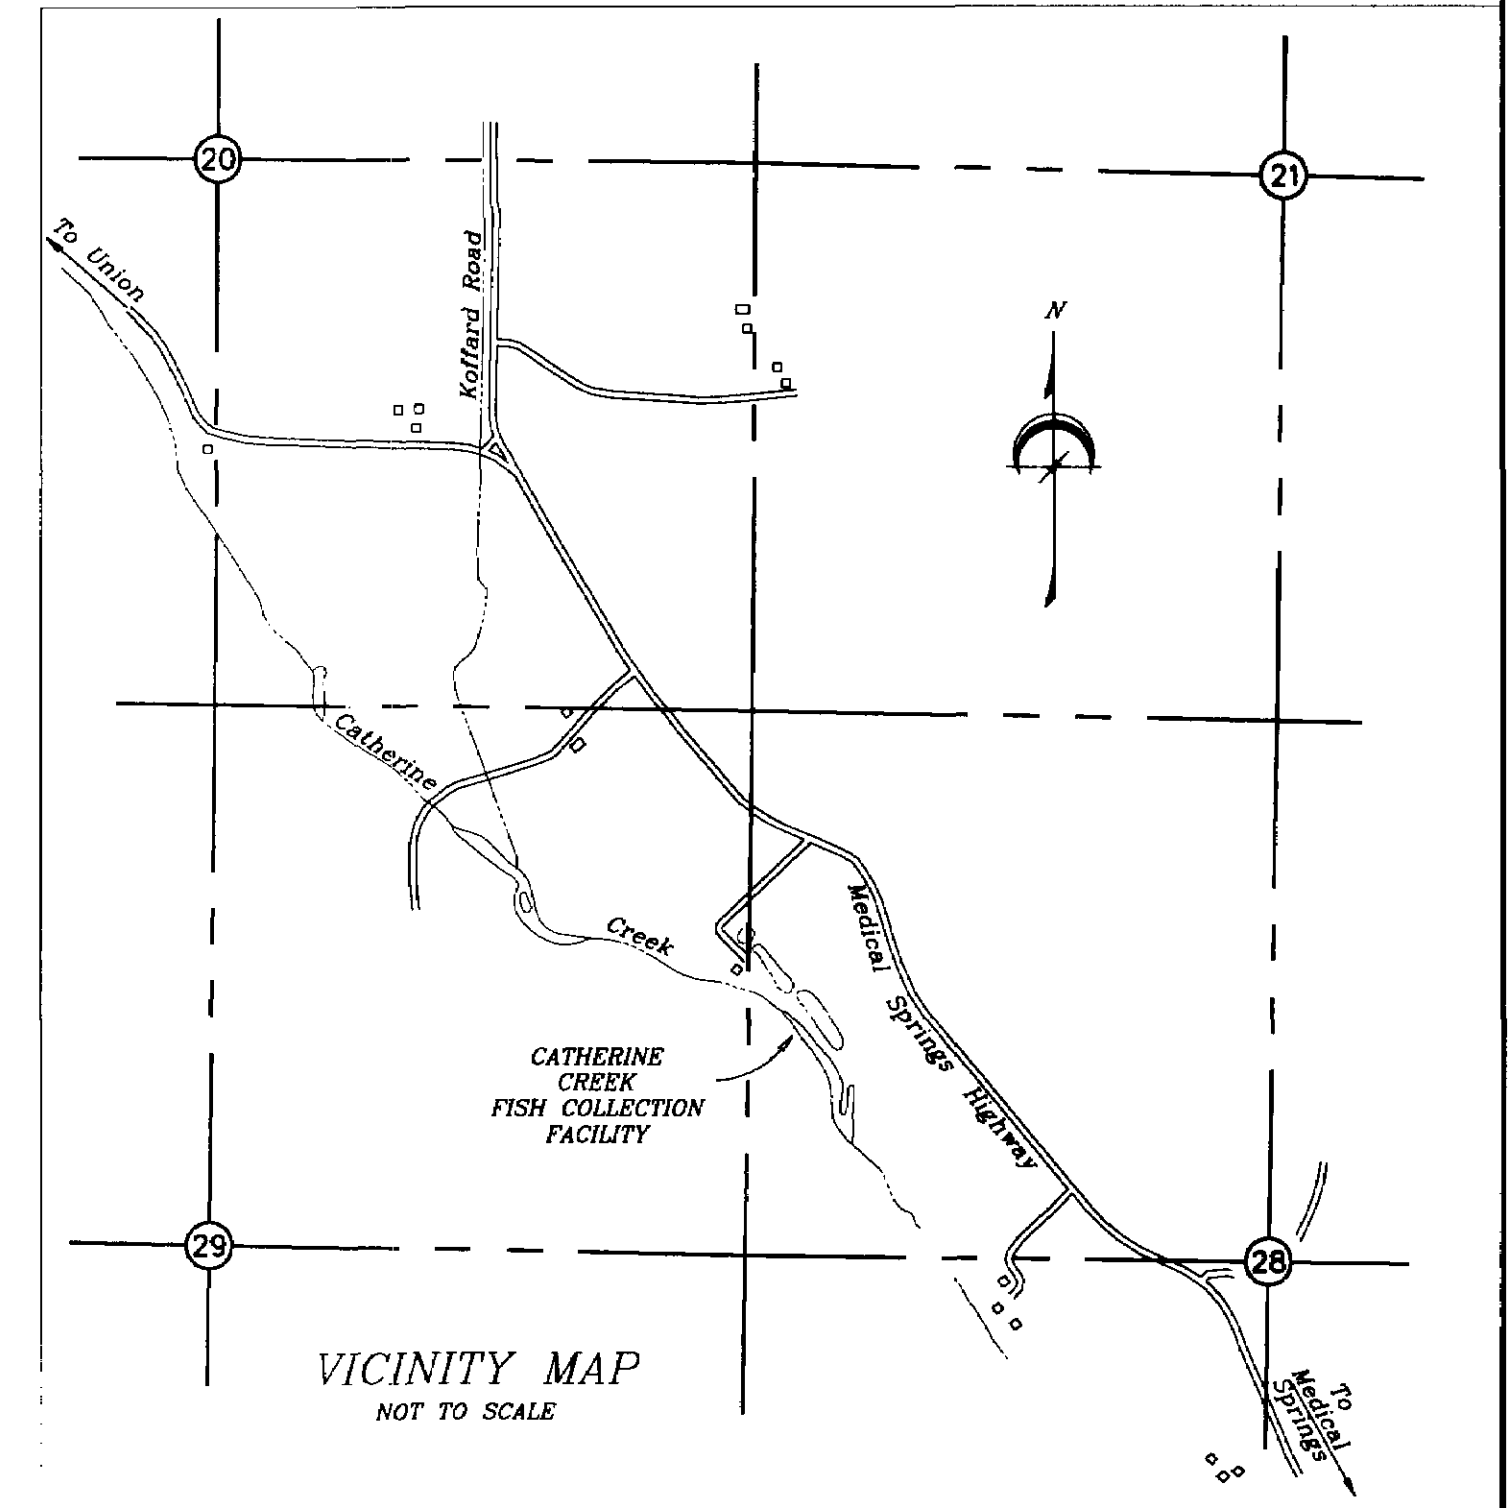 20
21
To Union
Koffard Road
N
Catherine
Creek
Medical Springs Highway
CATHERINE
CREEK
FISH COLLECTION
FACILITY
29
28
VICINITY MAP
NOT TO SCALE
To
Medical
Springs